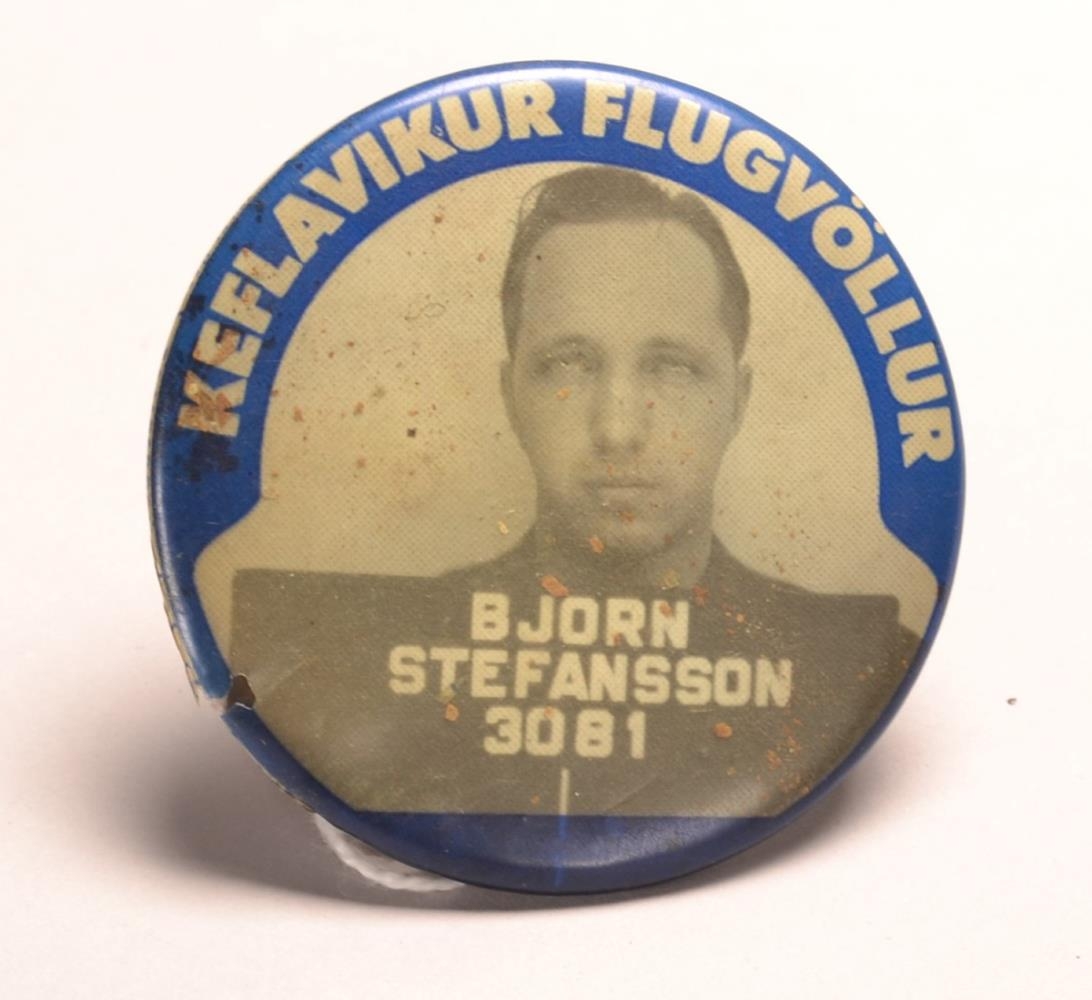 KEFLAVIKUR FLUGVÖLLUR
BJORN
STEFANSSON
3081